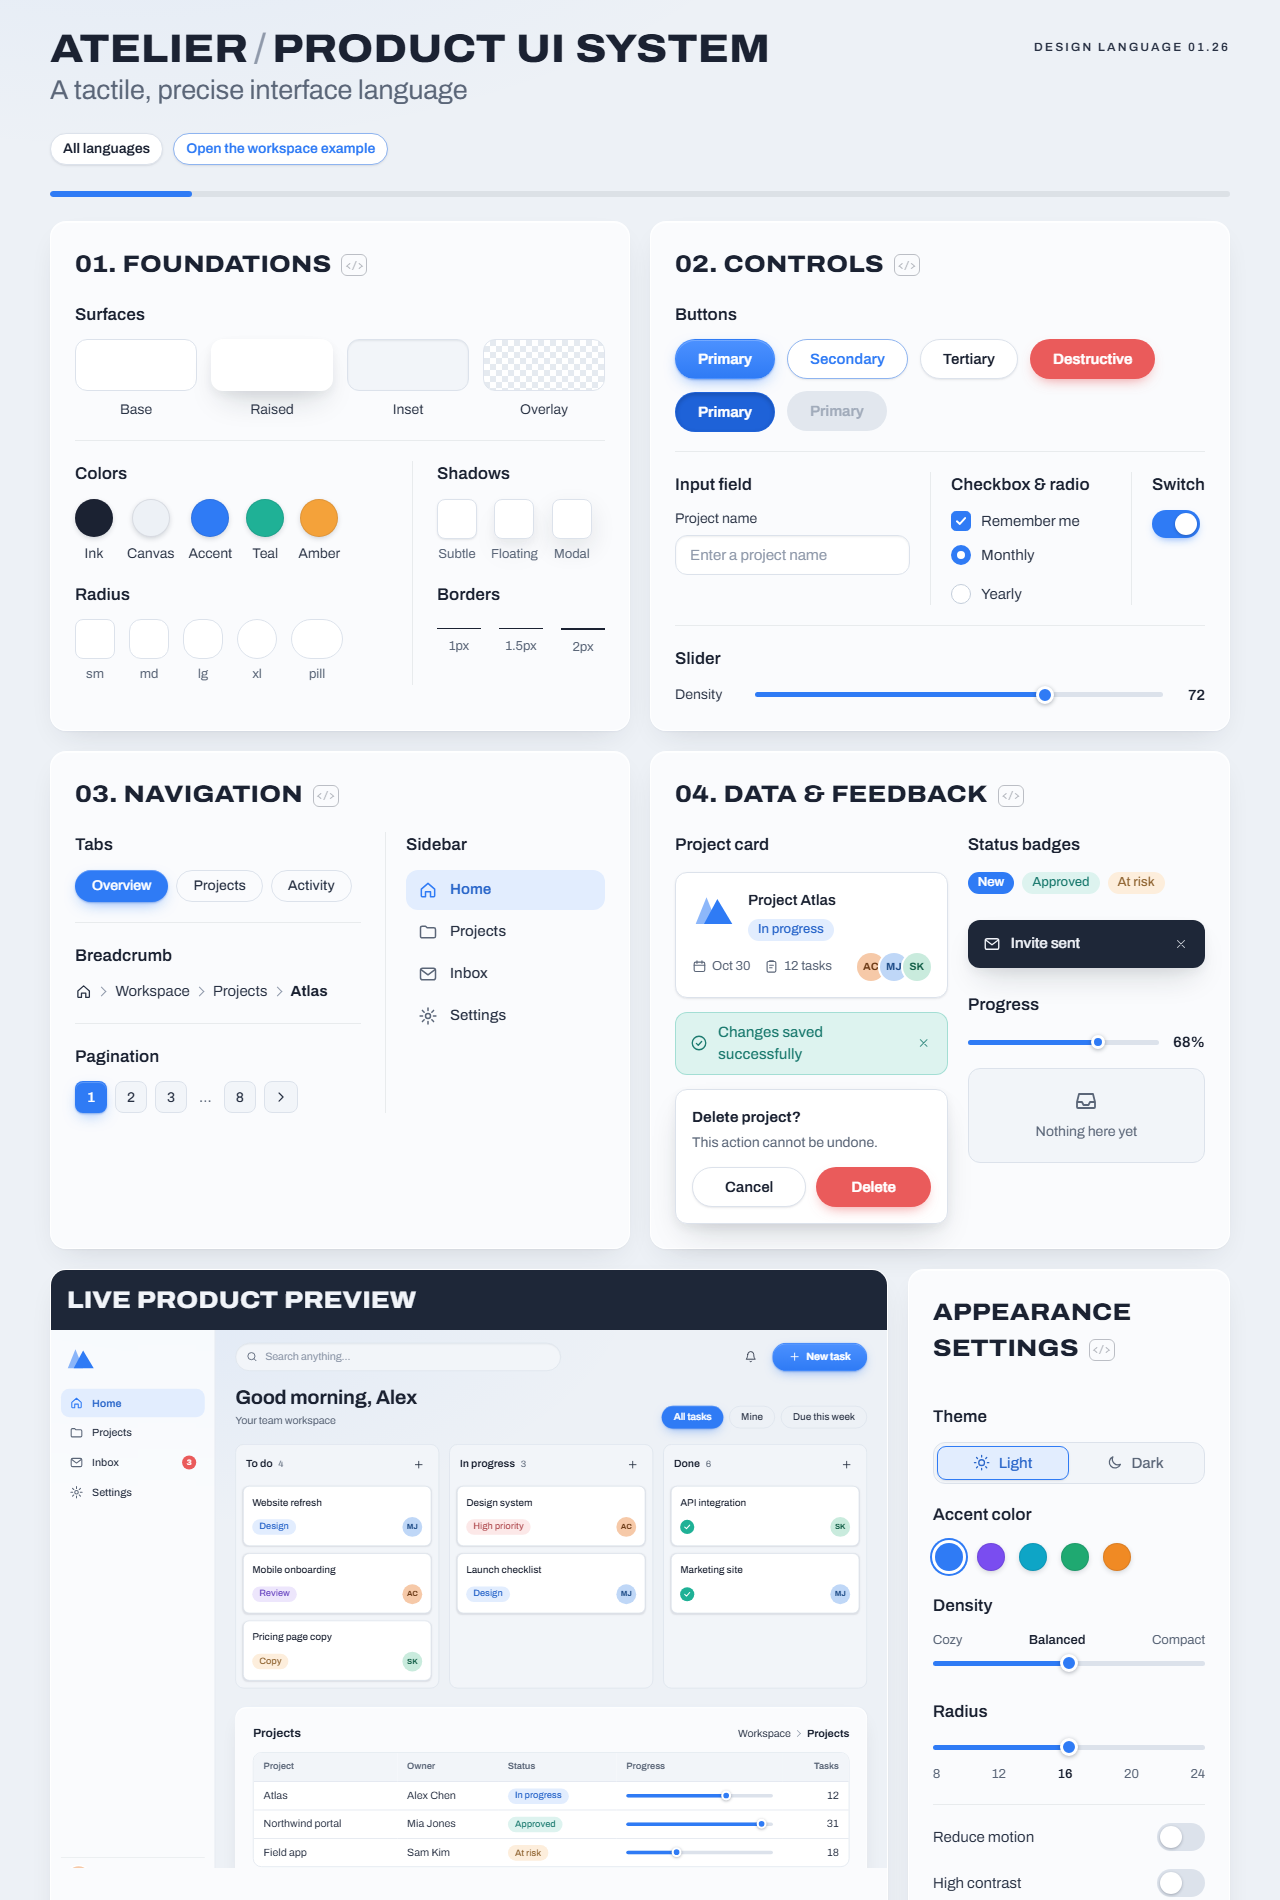 ATELIER / PRODUCT UI SYSTEM
DESIGN LANGUAGE 01.26
A tactile, precise interface language
All languages
Open the workspace example
01. FOUNDATIONS </>
Surfaces
Base
Raised
Inset
Overlay
Colors
Ink
Canvas
Accent
Teal
Amber
Shadows
Subtle
Floating
Modal
Radius
sm
md
lg
xl
pill
Borders
1px
1.5px
2px
02. CONTROLS </>
Buttons
Primary
Secondary
Tertiary
Destructive
Primary
Primary
Input field
Project name
Enter a project name
Checkbox & radio
Remember me
Monthly
Yearly
Switch
Slider
Density
72
03. NAVIGATION </>
Tabs
Overview
Projects
Activity
Breadcrumb
Workspace
Projects
Atlas
Pagination
1
2
3
...
8
Sidebar
Home
Projects
Inbox
Settings
04. DATA & FEEDBACK </>
Project card
Project Atlas
In progress
Oct 30
12 tasks
AC
MJ
SK
Changes saved
successfully
Delete project?
This action cannot be undone.
Cancel
Delete
Status badges
New
Approved
At risk
Invite sent
Progress
68%
Nothing here yet
LIVE PRODUCT PREVIEW
Home
Projects
Inbox
3
Settings
Search anything...
New task
Good morning, Alex
Your team workspace
All tasks
Mine
Due this week
To do 4
Website refresh
Design
MJ
Mobile onboarding
Review
AC
Pricing page copy
Copy
SK
In progress 3
Design system
High priority
AC
Launch checklist
Design
MJ
Done 6
API integration
SK
Marketing site
MJ
Projects
Workspace
Projects
Project
Owner
Status
Progress
Tasks
Atlas
Alex Chen
In progress
12
Northwind portal
Mia Jones
Approved
31
Field app
Sam Kim
At risk
18
APPEARANCE
SETTINGS </>
Theme
Light
Dark
Accent color
Density
Cozy
Balanced
Compact
Radius
8
12
16
20
24
Reduce motion
High contrast